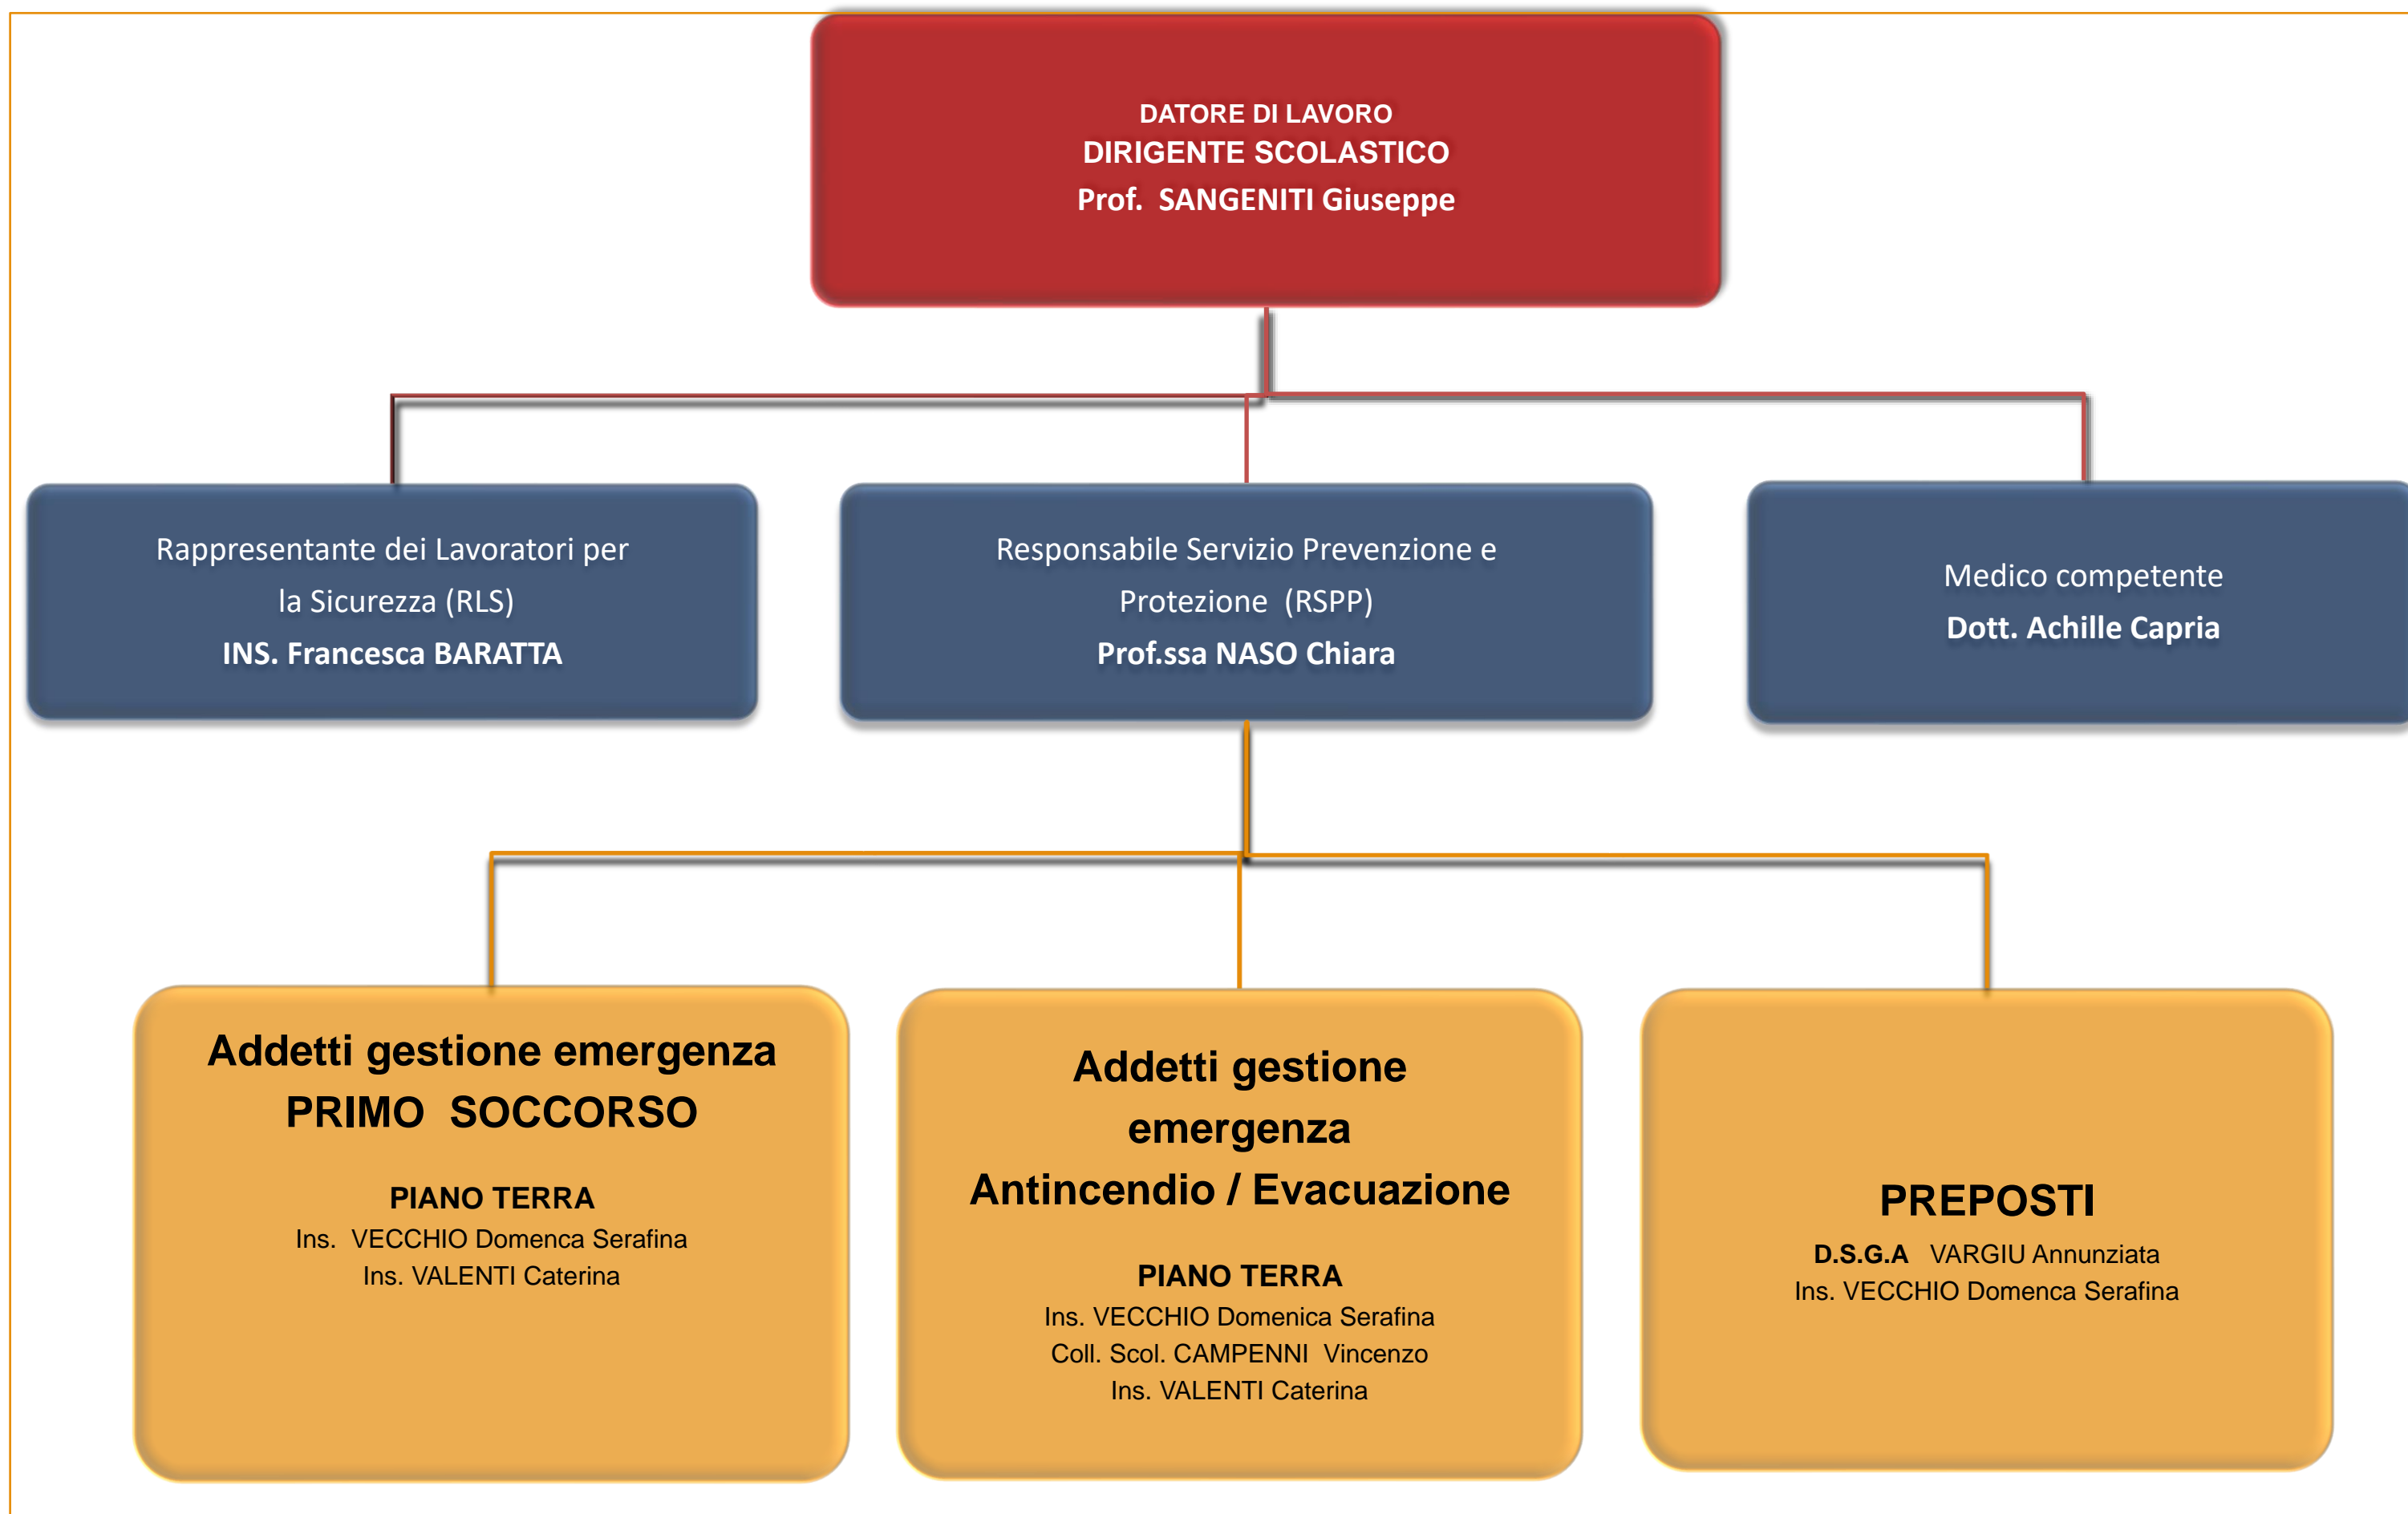 DATORE DI LAVORO
DIRIGENTE SCOLASTICO
Prof. SANGENITI Giuseppe
Rappresentante dei Lavoratori per
la Sicurezza (RLS)
INS. Francesca BARATTA
Responsabile Servizio Prevenzione e
Protezione (RSPP)
Prof.ssa NASO Chiara
Medico competente
Dott. Achille Capria
Addetti gestione emergenza
PRIMO SOCCORSO
PIANO TERRA
Ins. VECCHIO Domenca Serafina
Ins. VALENTI Caterina
Addetti gestione
emergenza
Antincendio / Evacuazione
PIANO TERRA
Ins. VECCHIO Domenica Serafina
Coll. Scol. CAMPENNI Vincenzo
Ins. VALENTI Caterina
PREPOSTI
D.S.G.A VARGIU Annunziata
Ins. VECCHIO Domenca Serafina